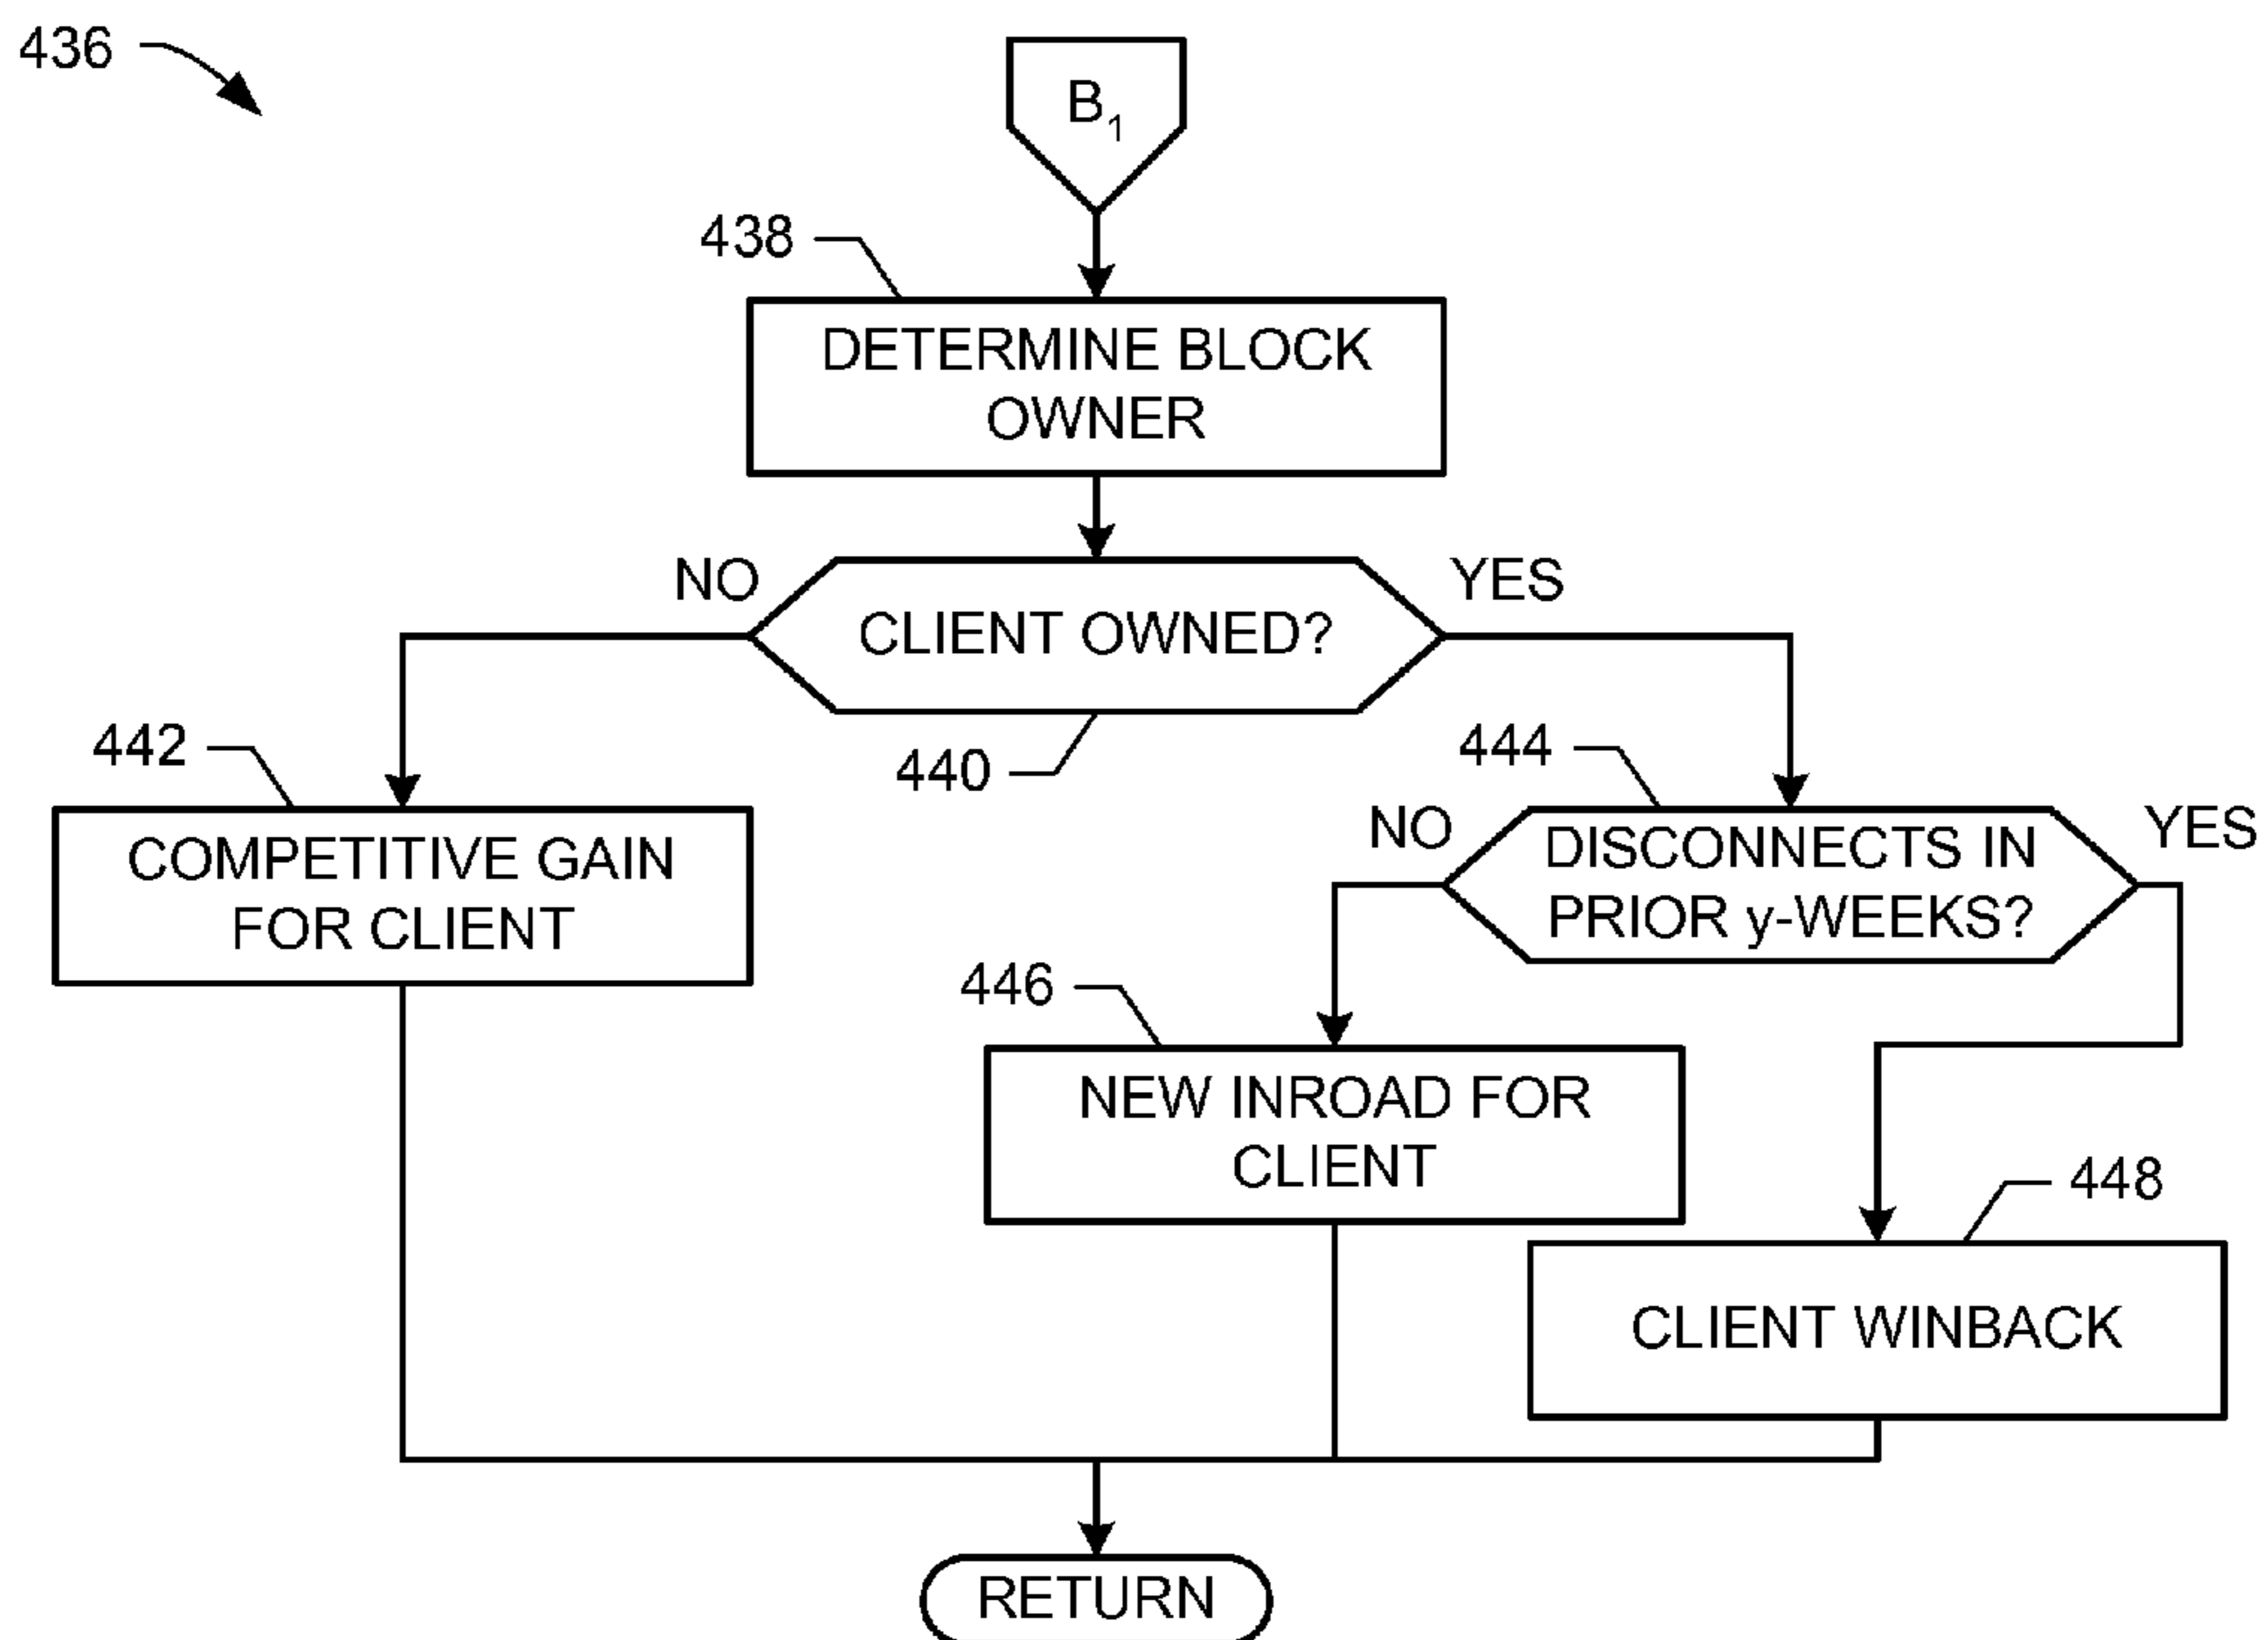 436
B1
438
DETERMINE BLOCK
OWNER
NO
YES
CLIENT OWNED?
440
442
COMPETITIVE GAIN
FOR CLIENT
444
NO
YES
DISCONNECTS IN
PRIOR y-WEEKS?
446
NEW INROAD FOR
CLIENT
448
CLIENT WINBACK
RETURN